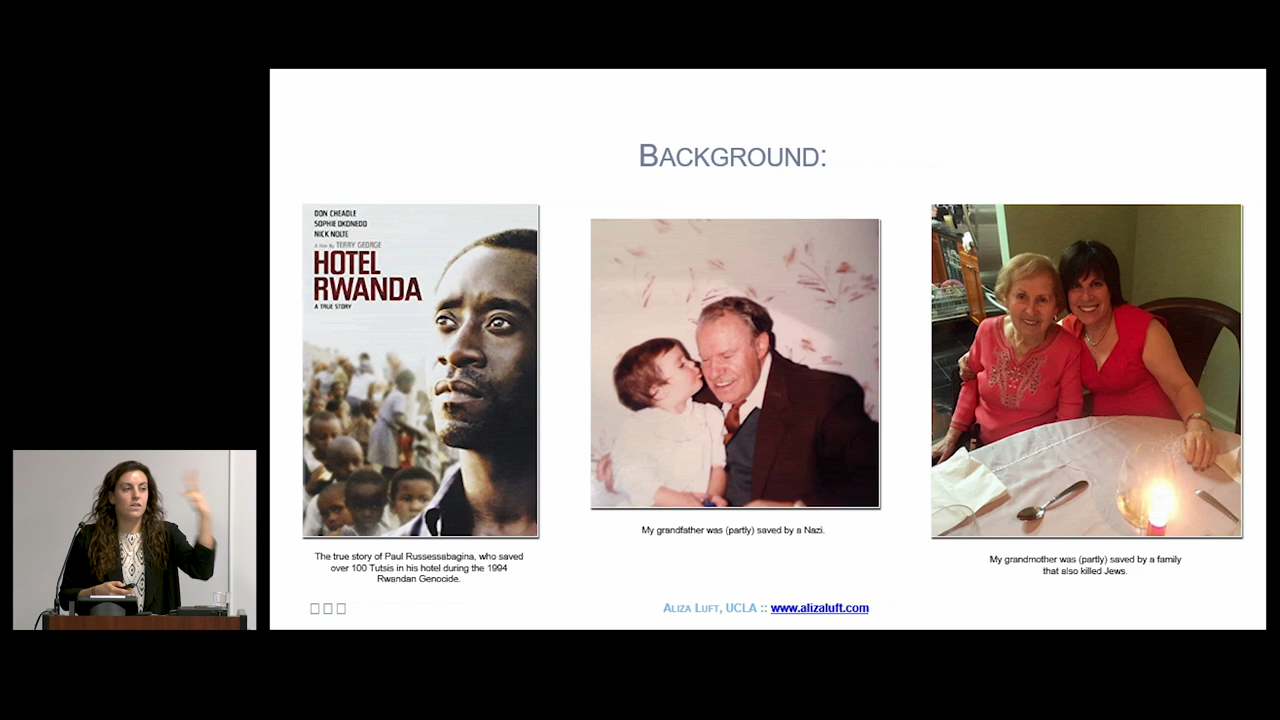 BACKGROUND:
DON CHEADLE
SOPHIE OKONEDO
NICK NOLTE
A film By TERRY GEORGE
HOTEL
RWANDA
A TRUE STORY
The true story of Paul Russessabagina, who saved
over 100 Tutsis in his hotel during the 1994
Rwandan Genocide.
My grandfather was (partly) saved by a Nazi.
My grandmother was (partly) saved by a family
that also killed Jews.
ALIZA LUFT, UCLA :: www.alizaluft.com